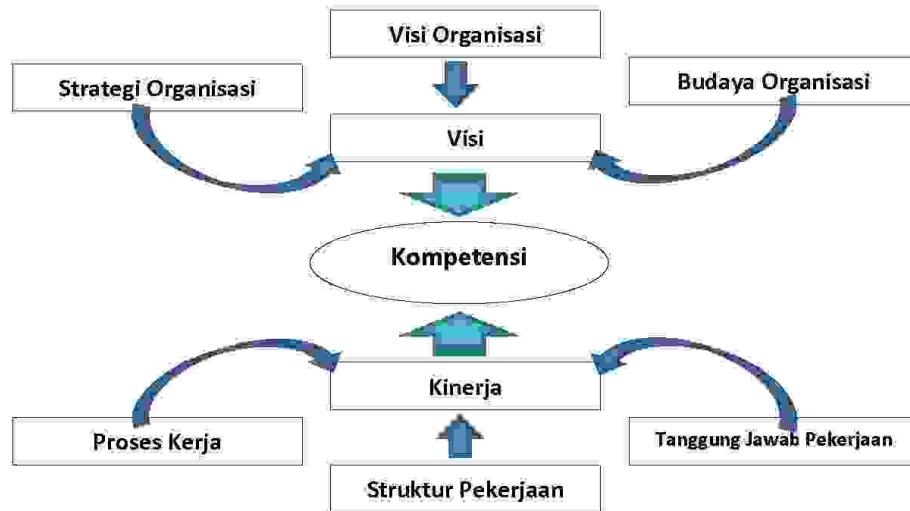 Visi Organisasi
Strategi Organisasi
Budaya Organisasi
Visi
Kompetensi
Kinerja
Proses Kerja
Tanggung Jawab Pekerjaan
Struktur Pekerjaan